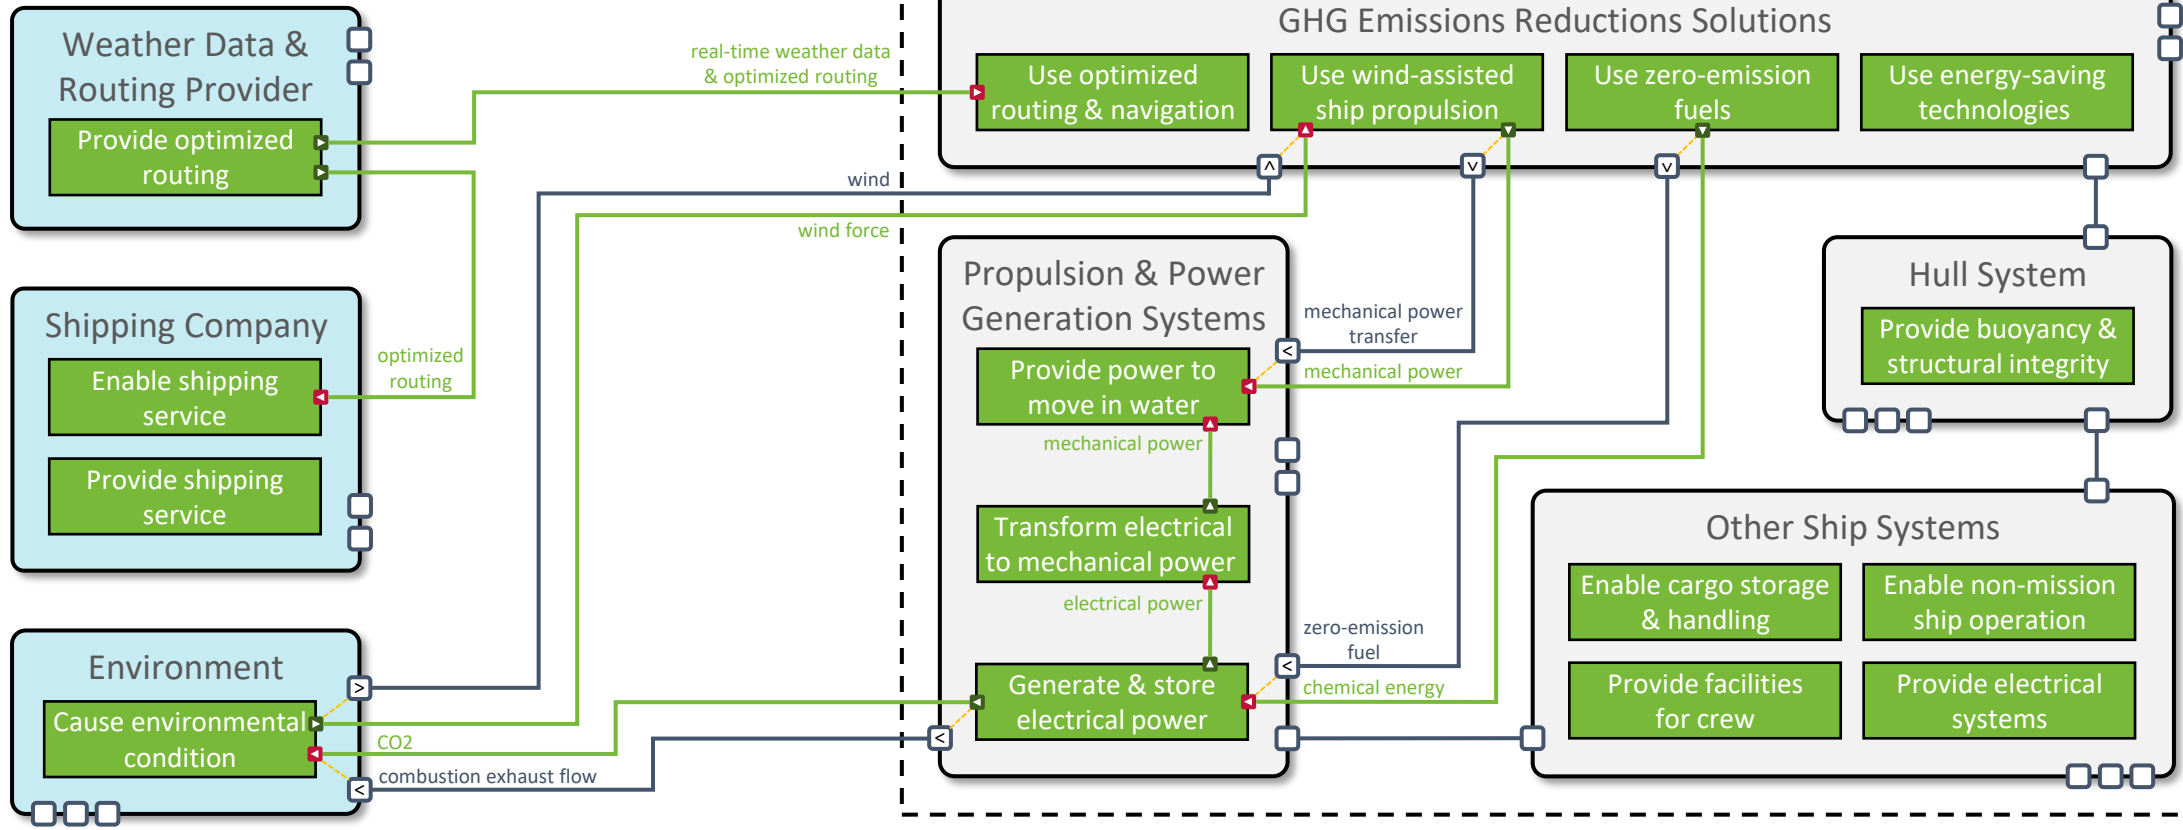 Weather Data &
Routing Provider
Provide optimized
routing
real-time weather data
& optimized routing
GHG Emissions Reductions Solutions
Use optimized
routing & navigation
Use wind-assisted
ship propulsion
Use zero-emission
fuels
Use energy-saving
technologies
wind
wind force
Shipping Company
Enable shipping
service
Provide shipping
service
optimized
routing
Propulsion & Power
Generation Systems
Provide power to
move in water
mechanical power
Transform electrical
to mechanical power
electrical power
Generate & store
electrical power
mechanical power
transfer
mechanical power
zero-emission
fuel
chemical energy
Hull System
Provide buoyancy &
structural integrity
Other Ship Systems
Enable cargo storage
& handling
Enable non-mission
ship operation
Provide facilities
for crew
Provide electrical
systems
Environment
Cause environmental
condition
CO2
combustion exhaust flow